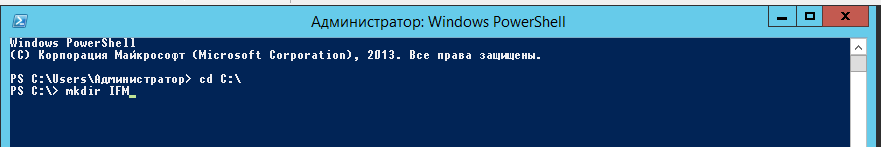 Администратор: Windows PowerShell
Windows PowerShell
(C) Корпорация Майкрософт (Microsoft Corporation), 2013. Все права защищены.
PS C:\Users\Администратор> cd C:\
PS C:\> mkdir IFM_